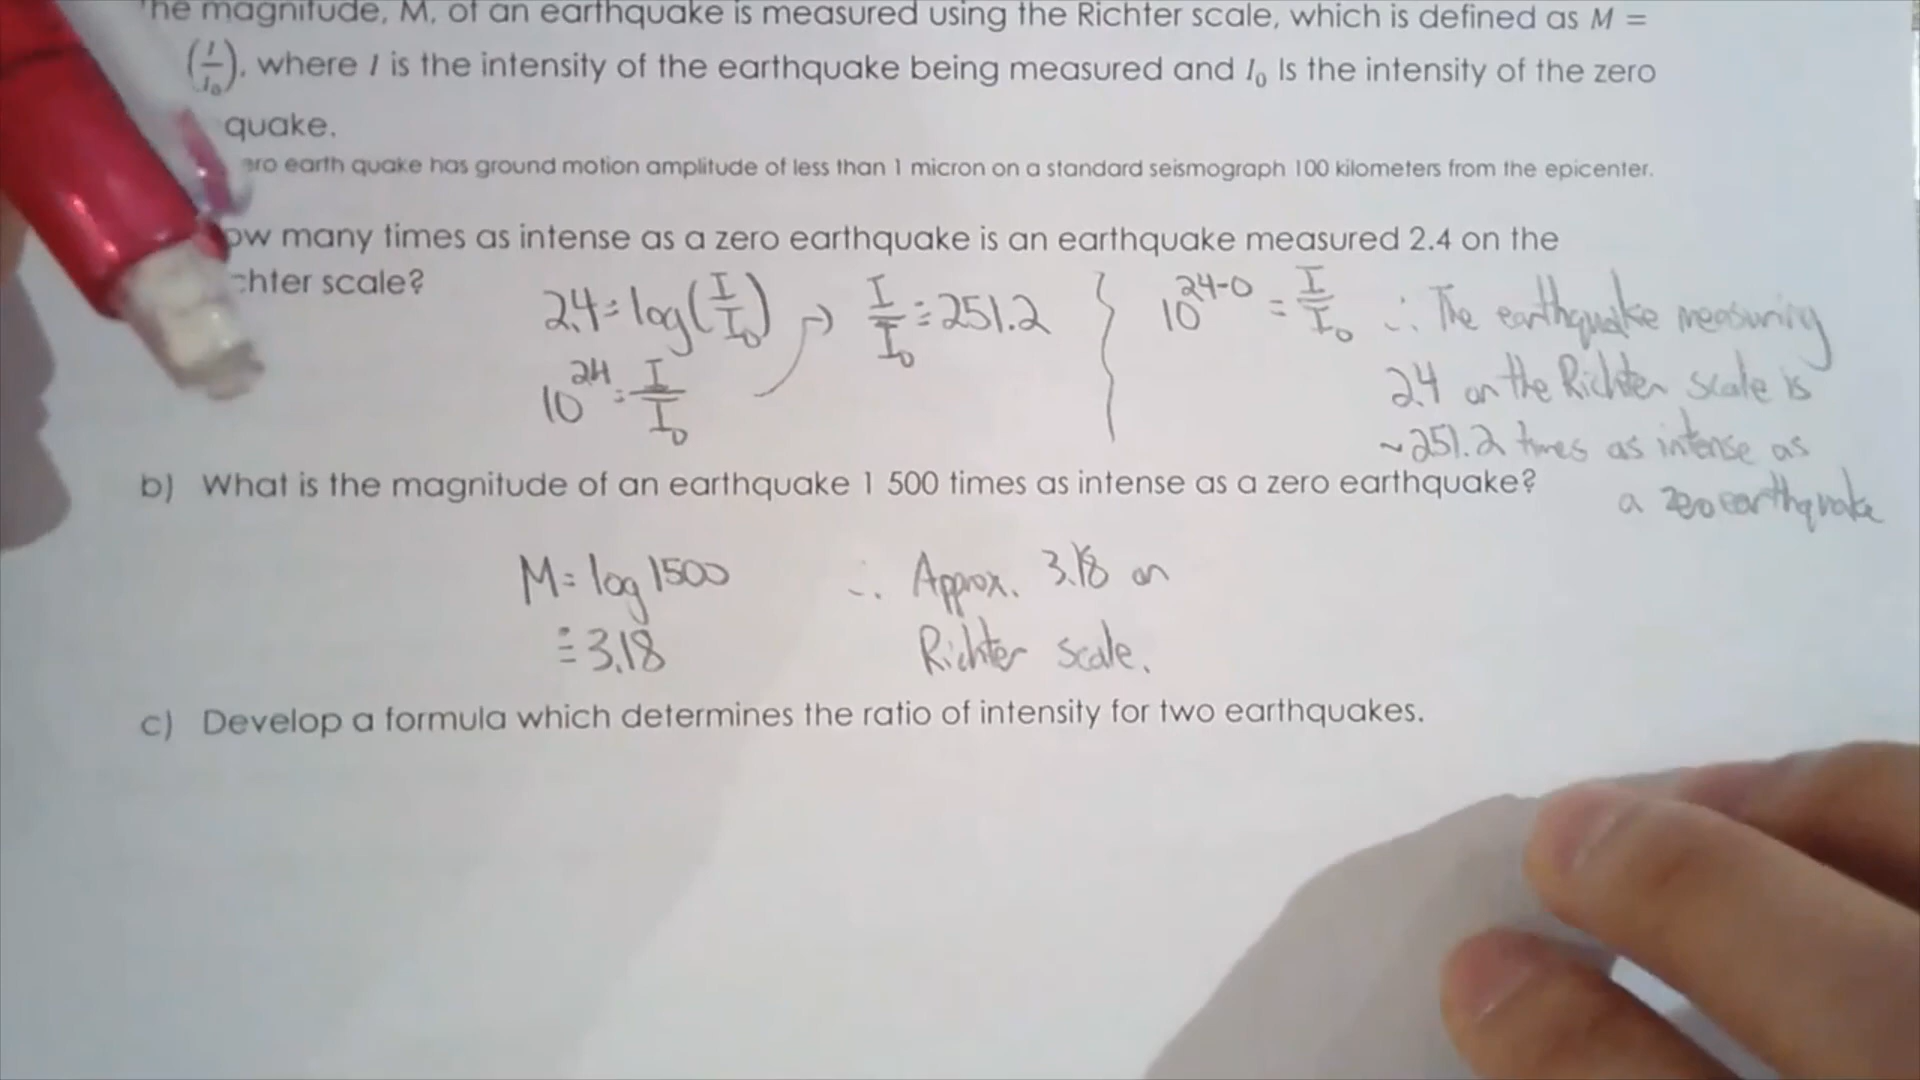 he magnitude, M, of an earthquake is measured using the Richter scale, which is defined as M =
(I/I₀), where I is the intensity of the earthquake being measured and I₀ Is the intensity of the zero
quake.
ero earth quake has ground motion amplitude of less than 1 micron on a standard seismograph 100 kilometers from the epicenter.
ow many times as intense as a zero earthquake is an earthquake measured 2.4 on the
chter scale?
2.4 = log(I/I₀) → I/I₀ ≐ 251.2 } 10^2.4-0 = I/I₀ ∴ The earthquake measuring
10^2.4 = I/I₀
2.4 on the Richter scale is
~251.2 times as intense as
a zero earthquake
b) What is the magnitude of an earthquake 1 500 times as intense as a zero earthquake?
M = log 1500 ∴ Approx. 3.18 on
≐ 3.18 Richter scale.
c) Develop a formula which determines the ratio of intensity for two earthquakes.